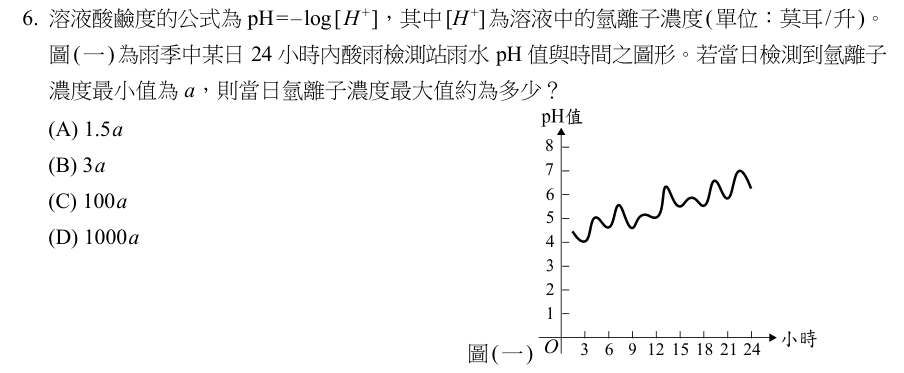 6. 溶液酸鹼度的公式為 pH=−log[H⁺]，其中[H⁺]為溶液中的氫離子濃度(單位：莫耳/升)。
圖(一)為雨季中某日 24 小時內酸雨檢測站雨水 pH 值與時間之圖形。若當日檢測到氫離子
濃度最小值為 a，則當日氫離子濃度最大值約為多少？
(A) 1.5a
(B) 3a
(C) 100a
(D) 1000a
pH值
8
7
6
5
4
3
2
1
O 3 6 9 12 15 18 21 24 小時
圖(一)